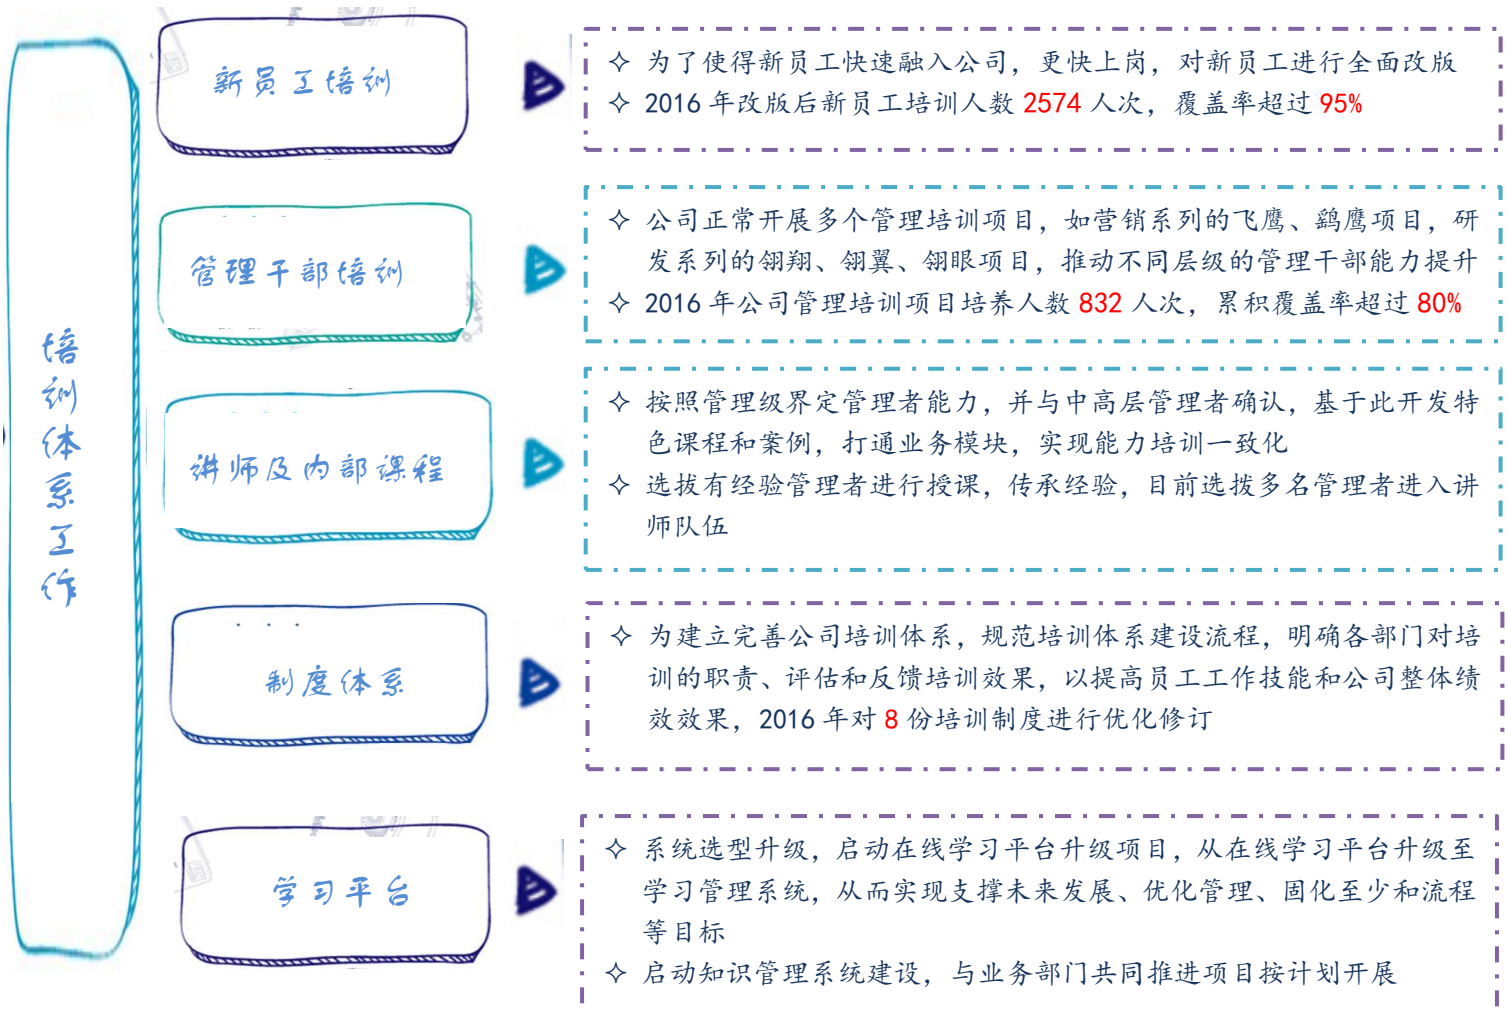 培训体系工作
新员工培训
✧ 为了使得新员工快速融入公司，更快上岗，对新员工进行全面改版
✧ 2016 年改版后新员工培训人数 2574 人次，覆盖率超过 95%
管理干部培训
✧ 公司正常开展多个管理培训项目，如营销系列的飞鹰、鹞鹰项目，研
发系列的翎翔、翎翼、翎眼项目，推动不同层级的管理干部能力提升
✧ 2016 年公司管理培训项目培养人数 832 人次，累积覆盖率超过 80%
讲师及内部课程
✧ 按照管理级界定管理者能力，并与中高层管理者确认，基于此开发特
色课程和案例，打通业务模块，实现能力培训一致化
✧ 选拔有经验管理者进行授课，传承经验，目前选拨多名管理者进入讲
师队伍
制度体系
✧ 为建立完善公司培训体系，规范培训体系建设流程，明确各部门对培
训的职责、评估和反馈培训效果，以提高员工工作技能和公司整体绩
效效果，2016 年对 8 份培训制度进行优化修订
学习平台
✧ 系统选型升级，启动在线学习平台升级项目，从在线学习平台升级至
学习管理系统，从而实现支撑未来发展、优化管理、固化至少和流程
等目标
✧ 启动知识管理系统建设，与业务部门共同推进项目按计划开展